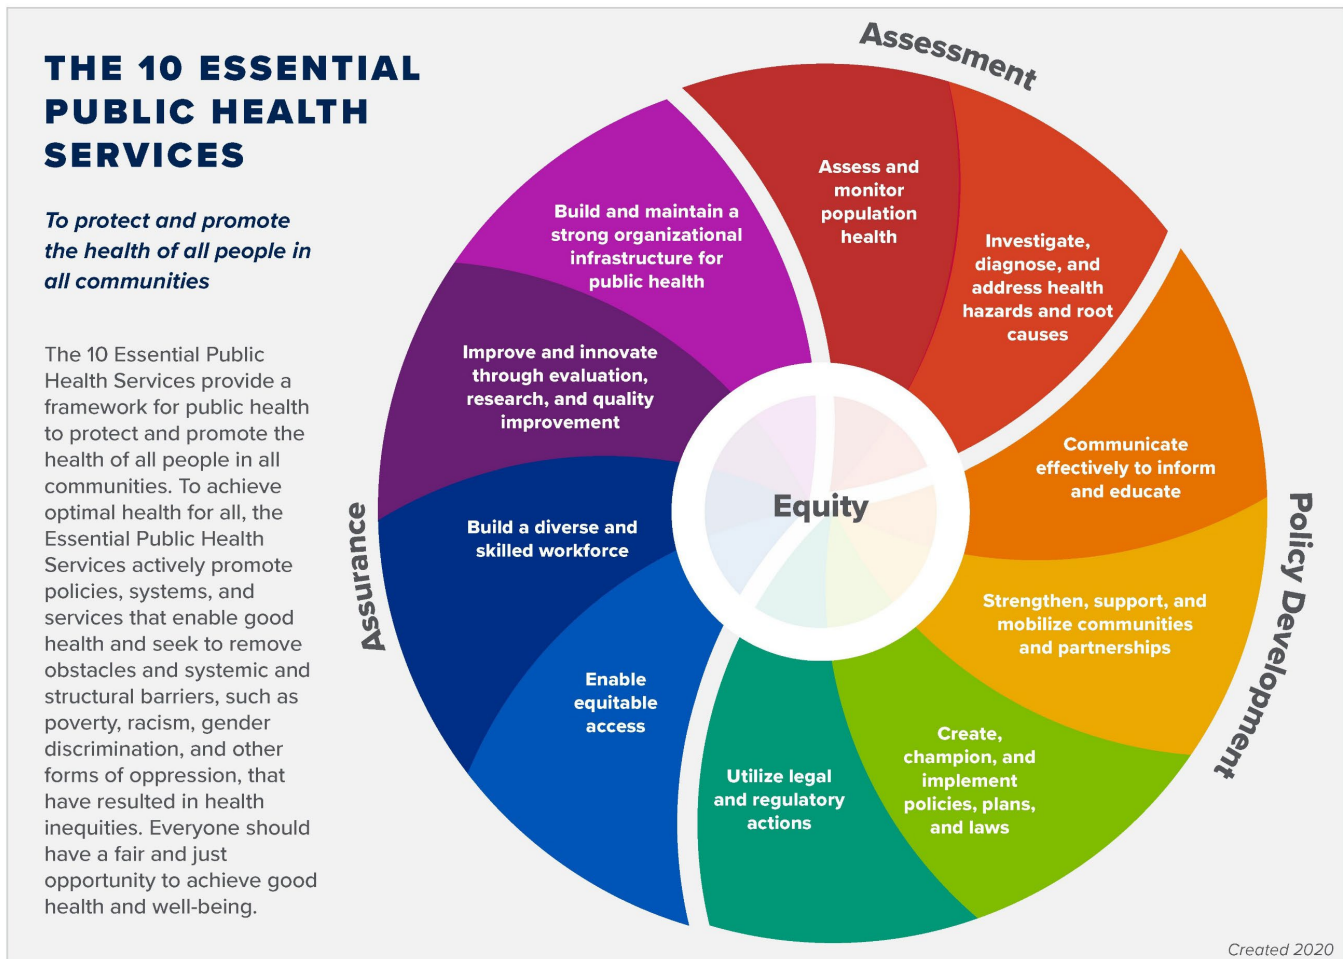 THE 10 ESSENTIAL
PUBLIC HEALTH
SERVICES
To protect and promote
the health of all people in
all communities
The 10 Essential Public
Health Services provide a
framework for public health
to protect and promote the
health of all people in all
communities. To achieve
optimal health for all, the
Essential Public Health
Services actively promote
policies, systems, and
services that enable good
health and seek to remove
obstacles and systemic and
structural barriers, such as
poverty, racism, gender
discrimination, and other
forms of oppression, that
have resulted in health
inequities. Everyone should
have a fair and just
opportunity to achieve good
health and well-being.
Assessment
Assess and
monitor
population
health
Investigate,
diagnose, and
address health
hazards and root
causes
Policy Development
Communicate
effectively to inform
and educate
Strengthen, support, and
mobilize communities
and partnerships
Create,
champion, and
implement
policies, plans,
and laws
Utilize legal
and regulatory
actions
Assurance
Enable
equitable
access
Build a diverse and
skilled workforce
Improve and innovate
through evaluation,
research, and quality
improvement
Build and maintain a
strong organizational
infrastructure for
public health
Equity
Created 2020